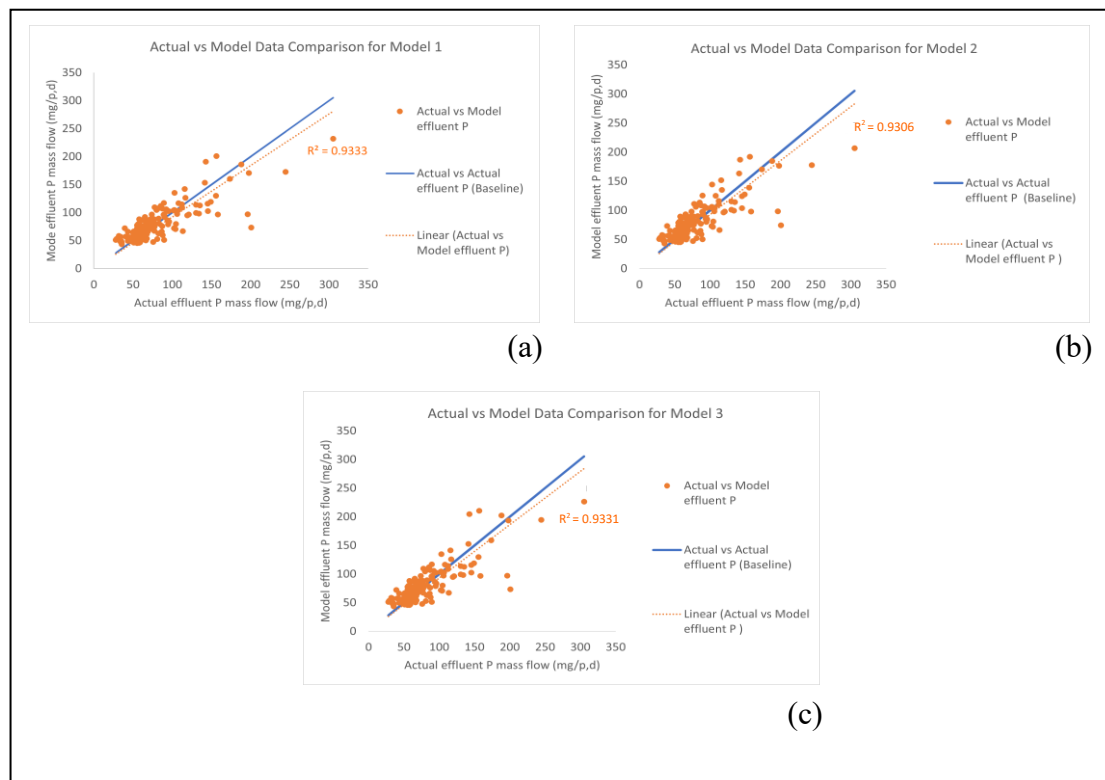 Actual vs Model Data Comparison for Model 1
Mode effluent P mass flow (mg/p,d)
350
300
250
200
150
100
50
0
0 50 100 150 200 250 300 350
Actual effluent P mass flow (mg/p,d)
R² = 0.9333
Actual vs Model
effluent P
Actual vs Actual
effluent P (Baseline)
Linear (Actual vs
Model effluent P)
(a)
Actual vs Model Data Comparison for Model 2
Model effluent P mass flow (mg/p,d)
350
300
250
200
150
100
50
0
0 50 100 150 200 250 300 350
Actual effluent P mass flow (mg/p,d)
R² = 0.9306
Actual vs Model
effluent P
Actual vs Actual
effluent P (Baseline)
Linear (Actual vs
Model effluent P )
(b)
Actual vs Model Data Comparison for Model 3
Model effluent P mass flow (mg/p,d)
350
300
250
200
150
100
50
0
0 50 100 150 200 250 300 350
Actual effluent P mass flow (mg/p,d)
R² = 0.9331
Actual vs Model
effluent P
Actual vs Actual
effluent P (Baseline)
Linear (Actual vs Model
effluent P )
(c)